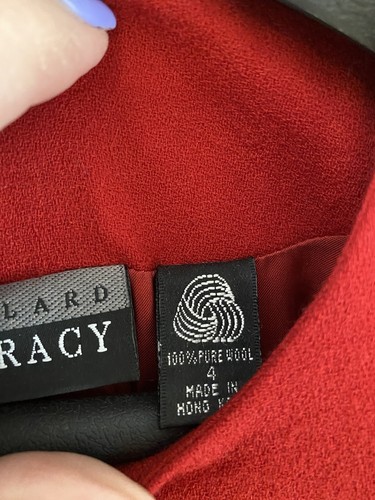 LARD
RACY
100% PURE WOOL
4
MADE IN
HONG K